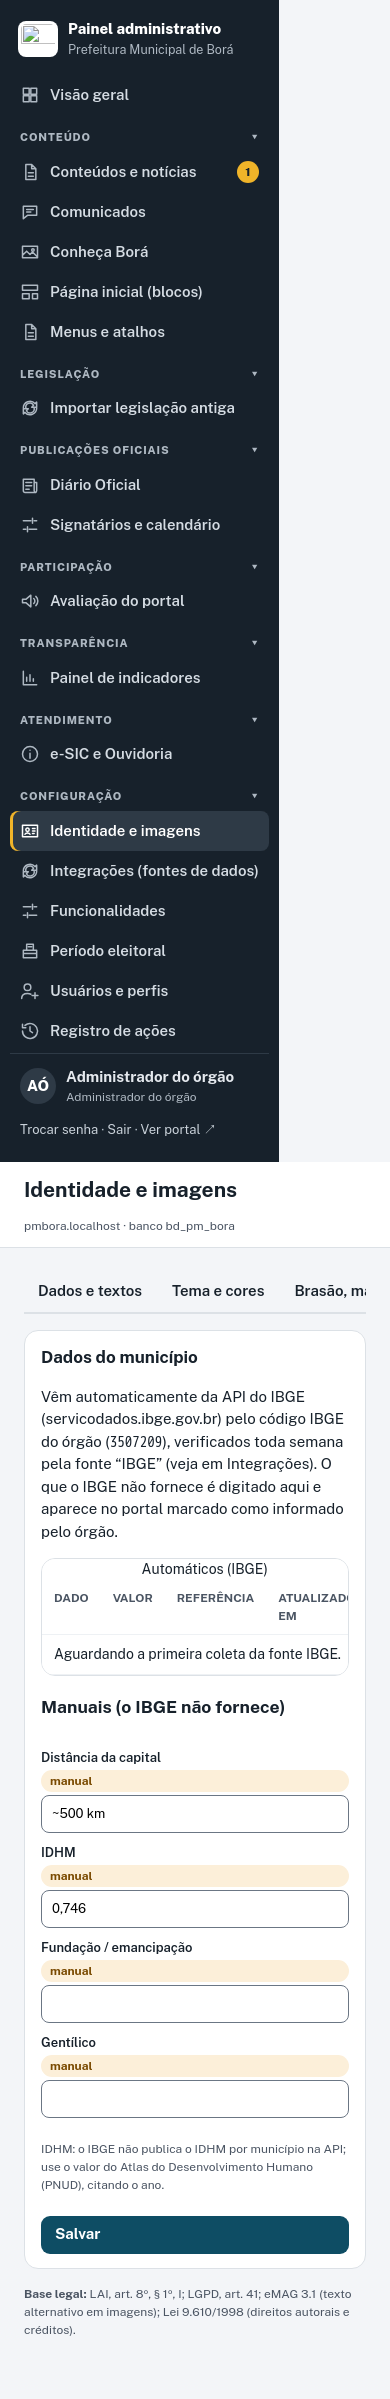 Painel administrativo
Prefeitura Municipal de Borá
Visão geral
CONTEÚDO
Conteúdos e notícias 1
Comunicados
Conheça Borá
Página inicial (blocos)
Menus e atalhos
LEGISLAÇÃO
Importar legislação antiga
PUBLICAÇÕES OFICIAIS
Diário Oficial
Signatários e calendário
PARTICIPAÇÃO
Avaliação do portal
TRANSPARÊNCIA
Painel de indicadores
ATENDIMENTO
e-SIC e Ouvidoria
CONFIGURAÇÃO
Identidade e imagens
Integrações (fontes de dados)
Funcionalidades
Período eleitoral
Usuários e perfis
Registro de ações
AÓ
Administrador do órgão
Administrador do órgão
Trocar senha · Sair · Ver portal ↗
Identidade e imagens
pmbora.localhost · banco bd_pm_bora
Dados e textos Tema e cores Brasão, ma
Dados do município
Vêm automaticamente da API do IBGE
(servicodados.ibge.gov.br) pelo código IBGE
do órgão (3507209), verificados toda semana
pela fonte “IBGE” (veja em Integrações). O
que o IBGE não fornece é digitado aqui e
aparece no portal marcado como informado
pelo órgão.
Automáticos (IBGE)
DADO VALOR REFERÊNCIA ATUALIZADO
EM
Aguardando a primeira coleta da fonte IBGE.
Manuais (o IBGE não fornece)
Distância da capital
manual
~500 km
IDHM
manual
0,746
Fundação / emancipação
manual
Gentílico
manual
IDHM: o IBGE não publica o IDHM por município na API;
use o valor do Atlas do Desenvolvimento Humano
(PNUD), citando o ano.
Salvar
Base legal: LAI, art. 8º, § 1º, I; LGPD, art. 41; eMAG 3.1 (texto
alternativo em imagens); Lei 9.610/1998 (direitos autorais e
créditos).